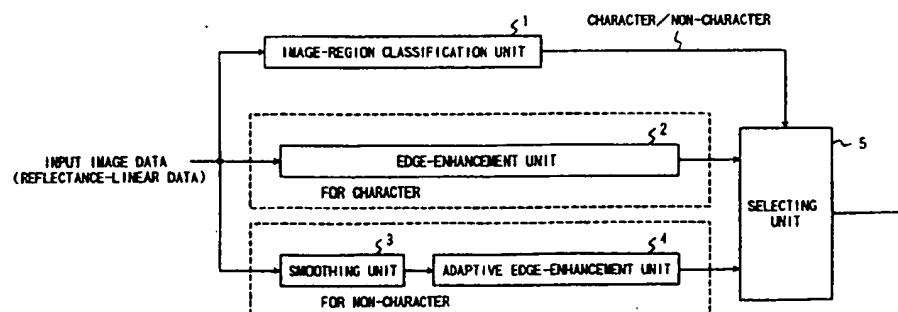 1
CHARACTER/NON-CHARACTER
IMAGE-REGION CLASSIFICATION UNIT
2
5
EDGE-ENHANCEMENT UNIT
INPUT IMAGE DATA
(REFLECTANCE-LINEAR DATA)
FOR CHARACTER
SELECTING
UNIT
3
4
SMOOTHING UNIT
ADAPTIVE EDGE-ENHANCEMENT UNIT
FOR NON-CHARACTER